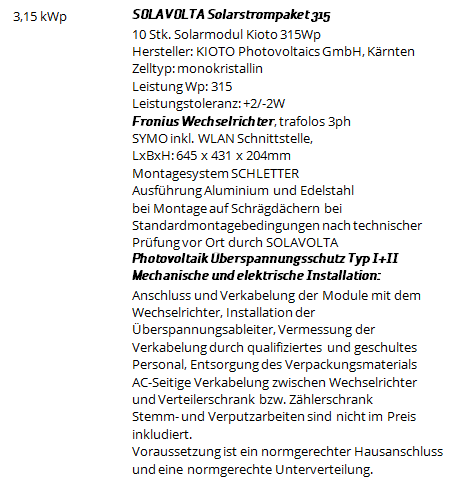 3,15 kWp
SOLAVOLTA Solarstrompaket 315
10 Stk. Solarmodul Kioto 315Wp
Hersteller: KIOTO Photovoltaics GmbH, Kärnten
Zelltyp: monokristallin
Leistung Wp: 315
Leistungstoleranz: +2/-2W
Fronius Wechselrichter, trafolos 3ph
SYMO inkl. WLAN Schnittstelle,
LxBxH: 645 x 431 x 204mm
Montagesystem SCHLETTER
Ausführung Aluminium und Edelstahl
bei Montage auf Schrägdächern bei
Standardmontagebedingungen nach technischer
Prüfung vor Ort durch SOLAVOLTA
Photovoltaik Überspannungsschutz Typ I+II
Mechanische und elektrische Installation:
Anschluss und Verkabelung der Module mit dem
Wechselrichter, Installation der
Überspannungsableiter, Vermessung der
Verkabelung durch qualifiziertes und geschultes
Personal, Entsorgung des Verpackungsmaterials
AC-Seitige Verkabelung zwischen Wechselrichter
und Verteilerschrank bzw. Zählerschrank
Stemm- und Verputzarbeiten sind nicht im Preis
inkludiert.
Voraussetzung ist ein normgerechter Hausanschluss
und eine normgerechte Unterverteilung.